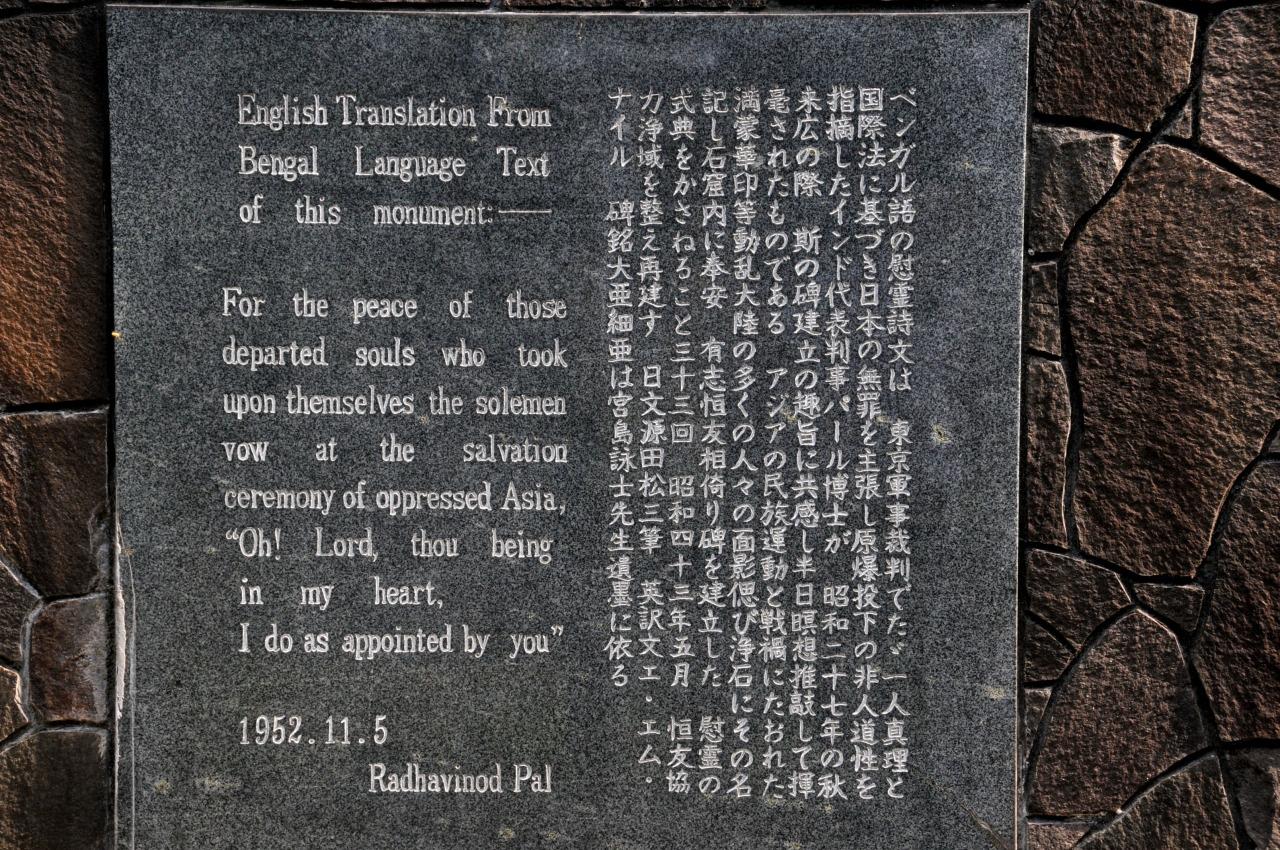 English Translation From
Bengal Language Text
of this monument:——
For the peace of those
departed souls who took
upon themselves the solemen
vow at the salvation
ceremony of oppressed Asia,
“Oh! Lord, thou being
in my heart,
I do as appointed by you”
1952.11.5
Radhavinod Pal
ベンガル語の慰霊詩文は 東京軍事裁判でたゞ一人真理と
国際法に基づき日本の無罪を主張し原爆投下の非人道性を
指摘したインド代表判事パール博士が 昭和二十七年の秋
来広の際 斯の碑建立の趣旨に共感し半日瞑想推敲して揮
毫されたものである アジアの民族運動と戦禍にたおれた
満蒙華印等動乱大陸の多くの人々の面影偲び浄石にその名
記し石窟内に奉安 有志恒友相倚り碑を建立した 慰霊の
式典をかさねること三十三回 昭和四十三年五月 恒友協
力浄域を整え再建す 日文源田松三筆 英訳文エ・エム・
ナイル 碑銘大亜細亜は宮島詠士先生遺墨に依る